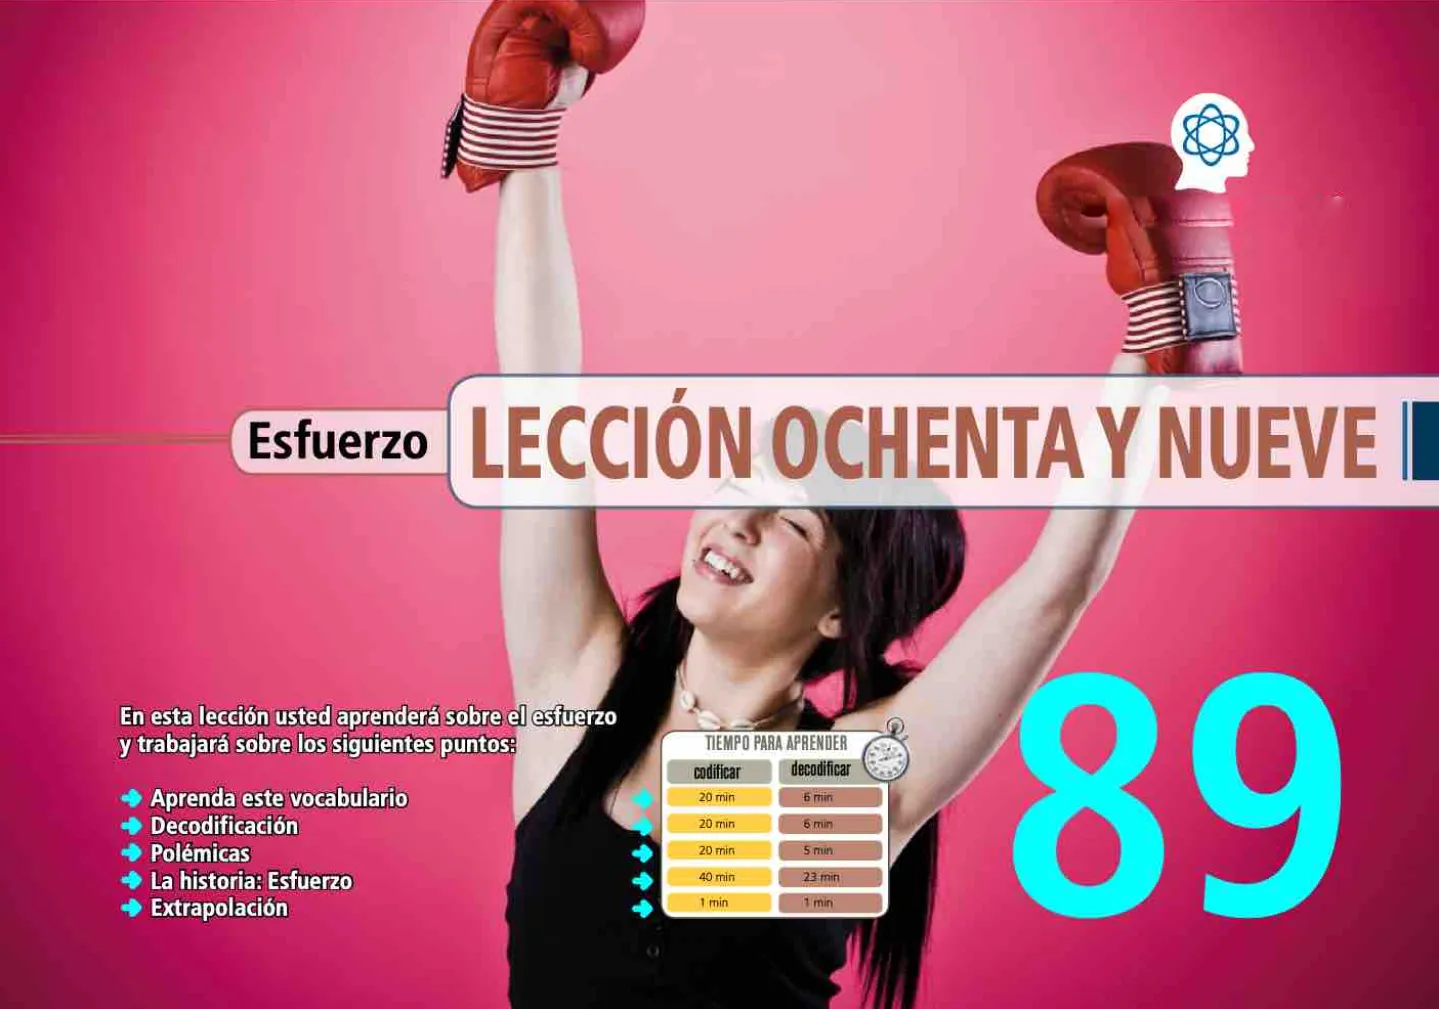 Esfuerzo
LECCIÓN OCHENTA Y NUEVE
En esta lección usted aprenderá sobre el esfuerzo
y trabajará sobre los siguientes puntos:
Aprenda este vocabulario
Decodificación
Polémicas
La historia: Esfuerzo
Extrapolación
TIEMPO PARA APRENDER
codificar decodificar
20 min 6 min
20 min 6 min
20 min 5 min
40 min 23 min
1 min 1 min
89